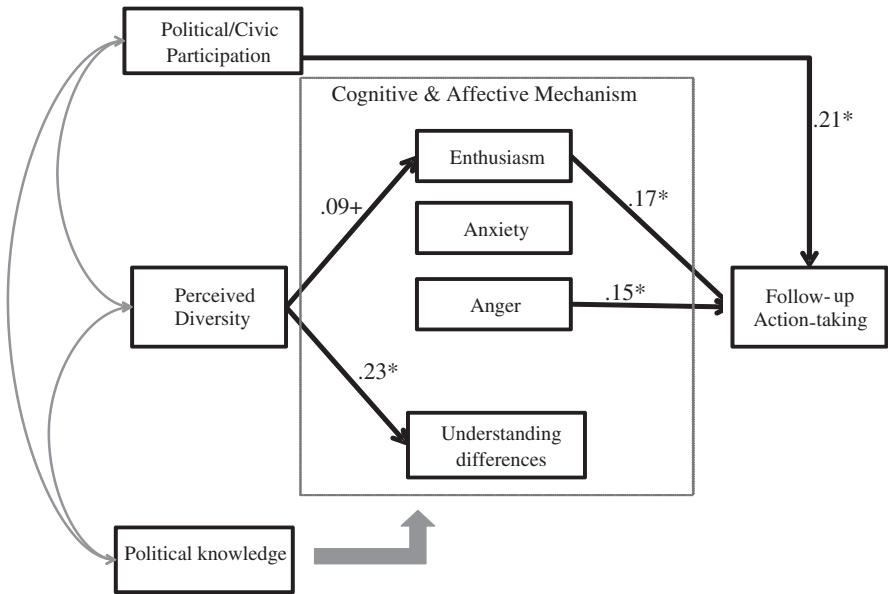 Political/Civic
Participation
Cognitive & Affective Mechanism
.21*
Enthusiasm
.09+
.17*
Anxiety
Perceived
Diversity
Anger
.15*
Follow-up
Action-taking
.23*
Understanding
differences
Political knowledge